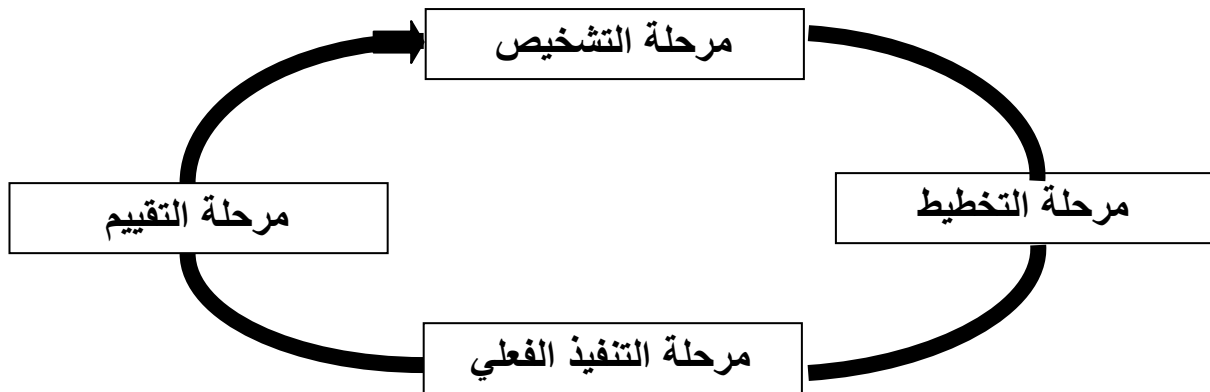 مرحلة التشخيص
مرحلة التخطيط
مرحلة التقييم
مرحلة التنفيذ الفعلي